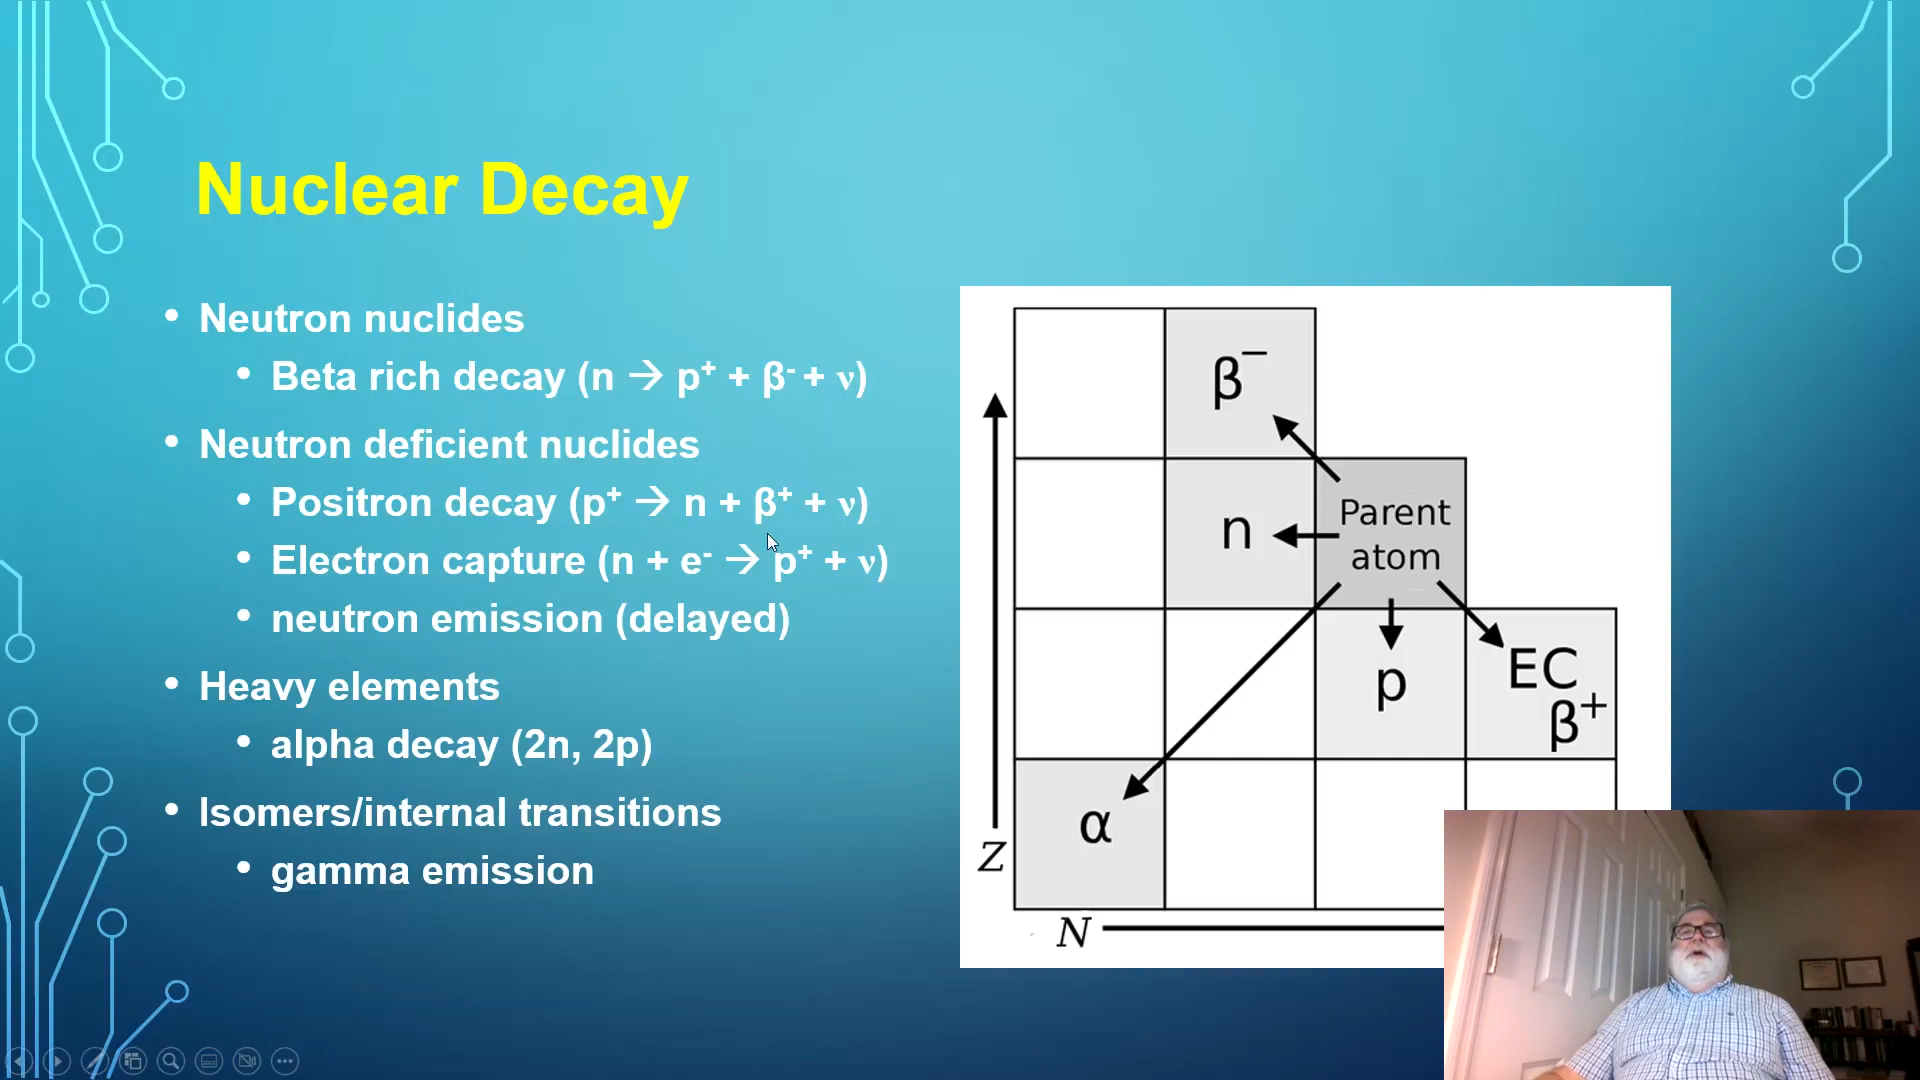 Nuclear Decay
• Neutron nuclides
• Beta rich decay (n → p⁺ + β⁻ + ν)
• Neutron deficient nuclides
• Positron decay (p⁺ → n + β⁺ + ν)
• Electron capture (n + e⁻ → p⁺ + ν)
• neutron emission (delayed)
• Heavy elements
• alpha decay (2n, 2p)
• Isomers/internal transitions
• gamma emission
β⁻
n
Parent
atom
p
EC
β⁺
α
Z
N